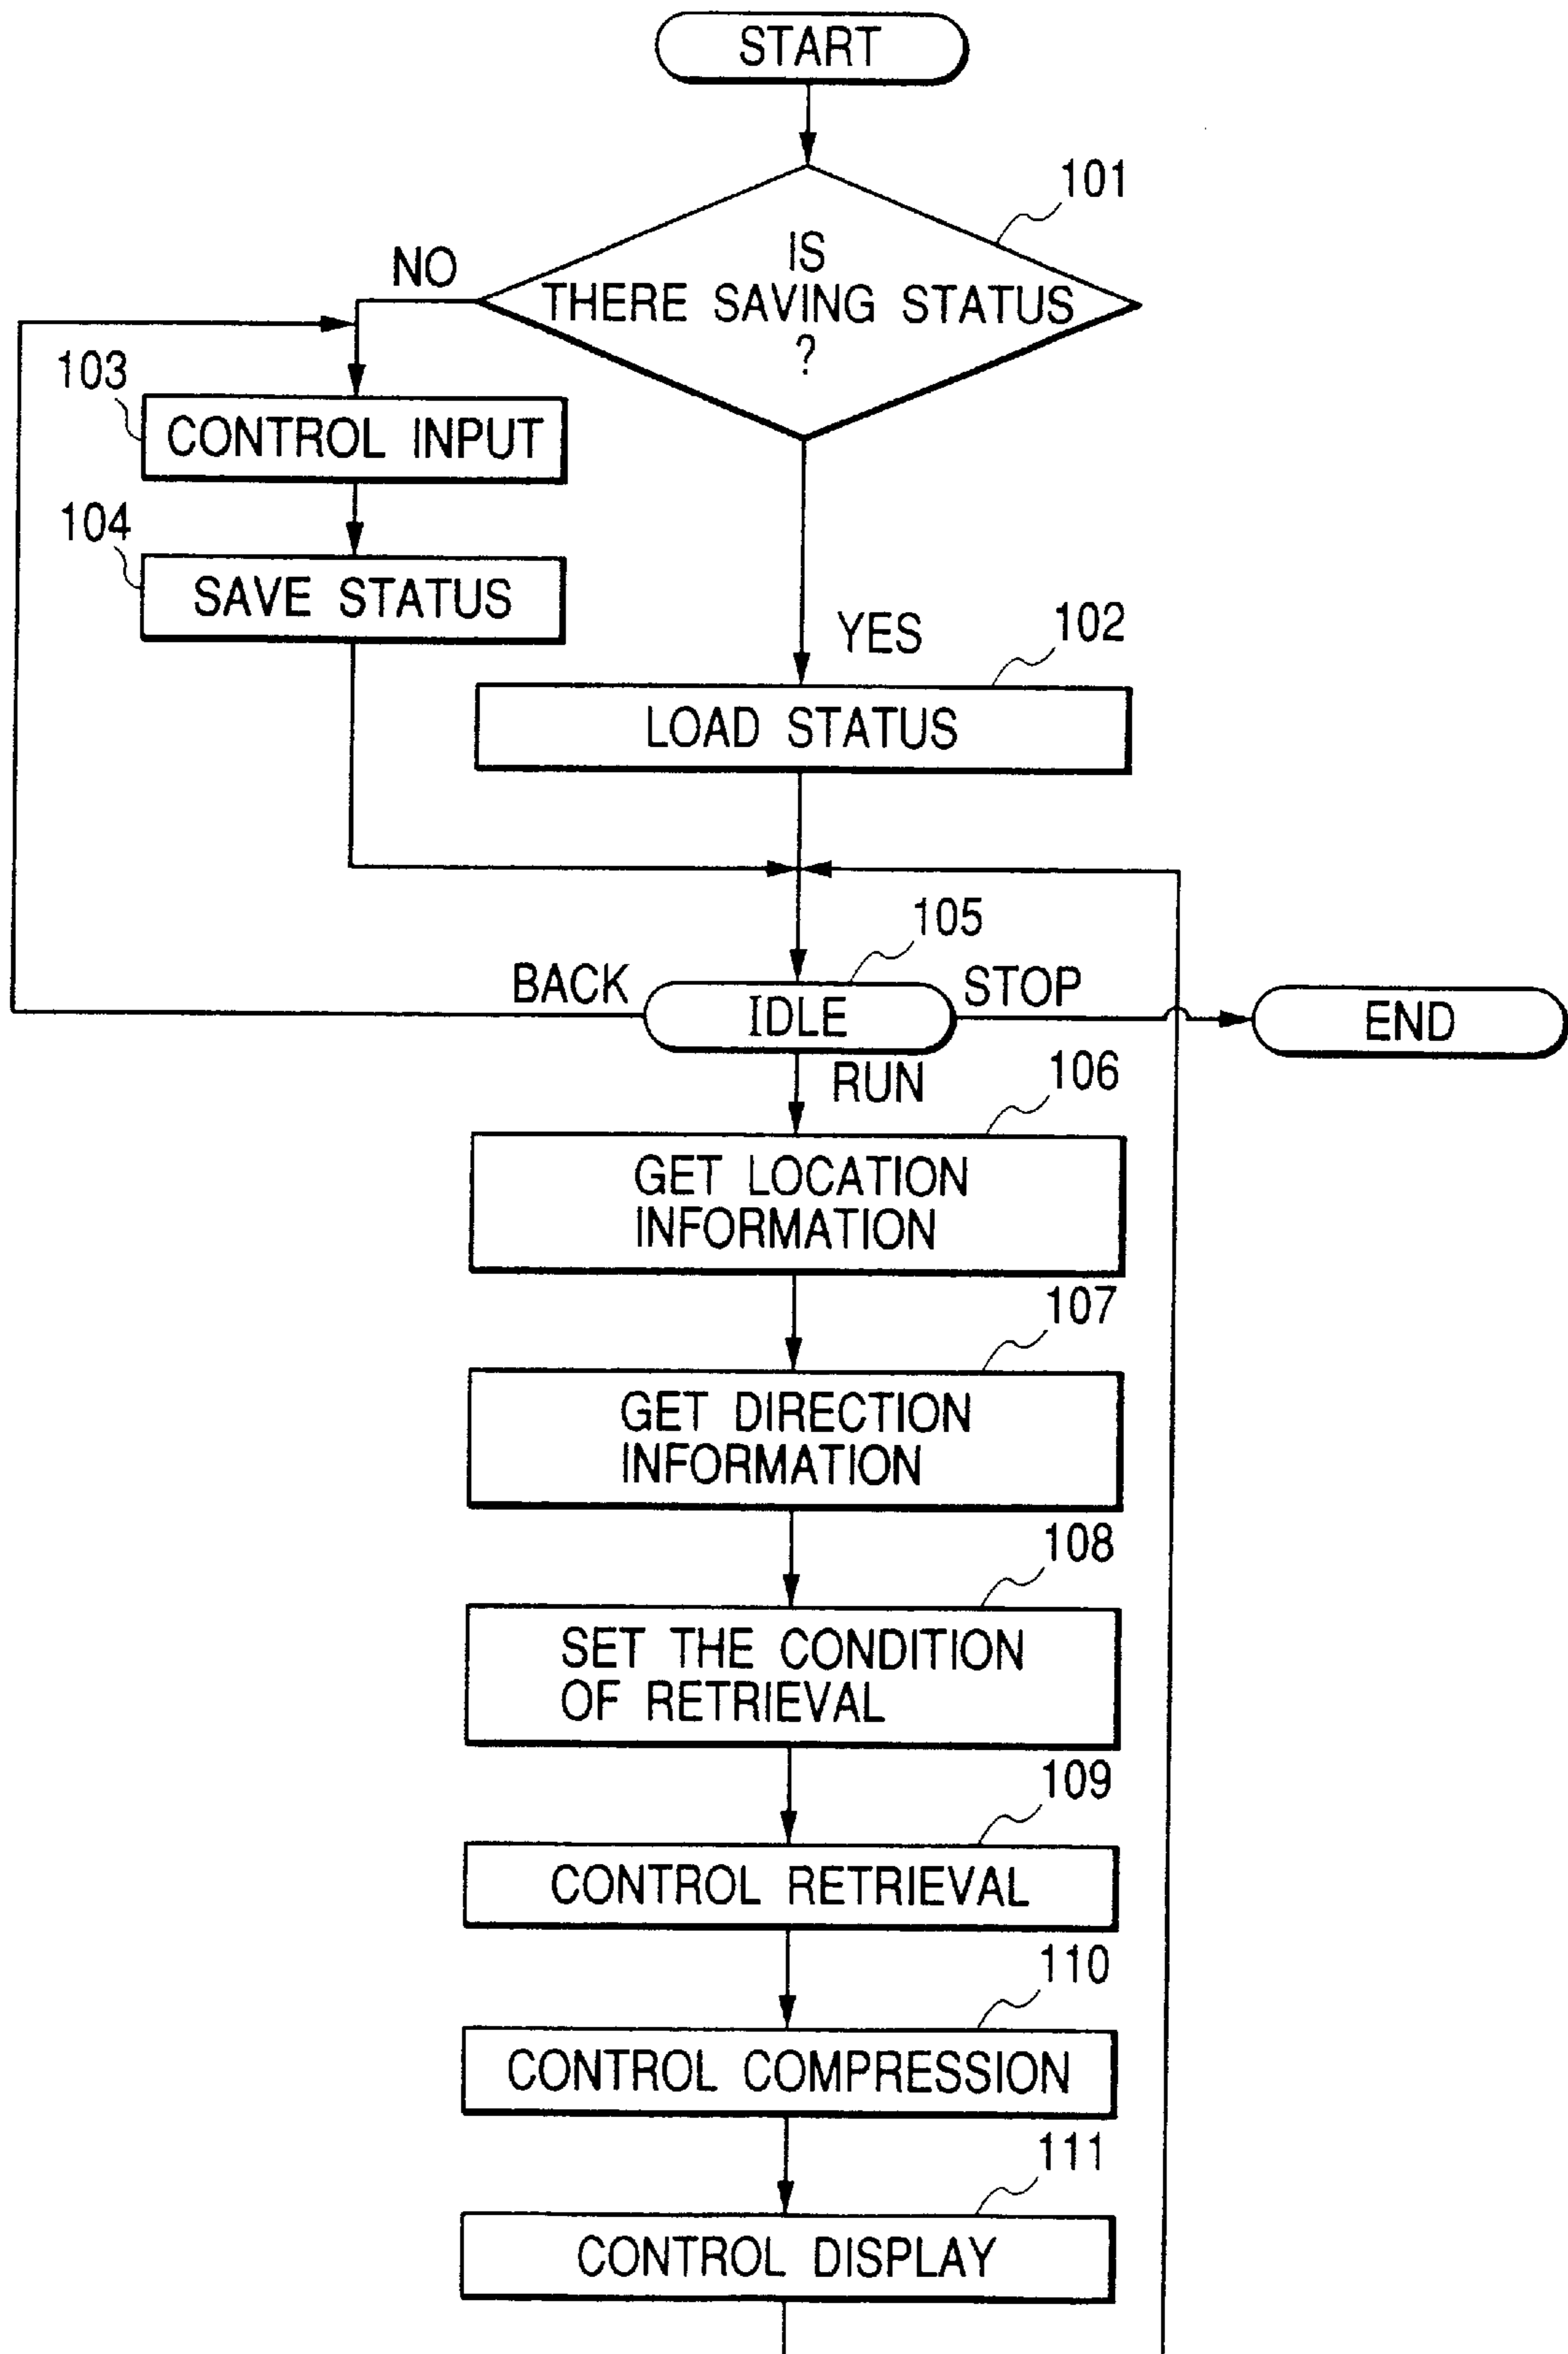 START
101
IS
THERE SAVING STATUS
?
NO
103
CONTROL INPUT
104
SAVE STATUS
YES
102
LOAD STATUS
105
BACK
IDLE
STOP
END
RUN
106
GET LOCATION
INFORMATION
107
GET DIRECTION
INFORMATION
108
SET THE CONDITION
OF RETRIEVAL
109
CONTROL RETRIEVAL
110
CONTROL COMPRESSION
111
CONTROL DISPLAY